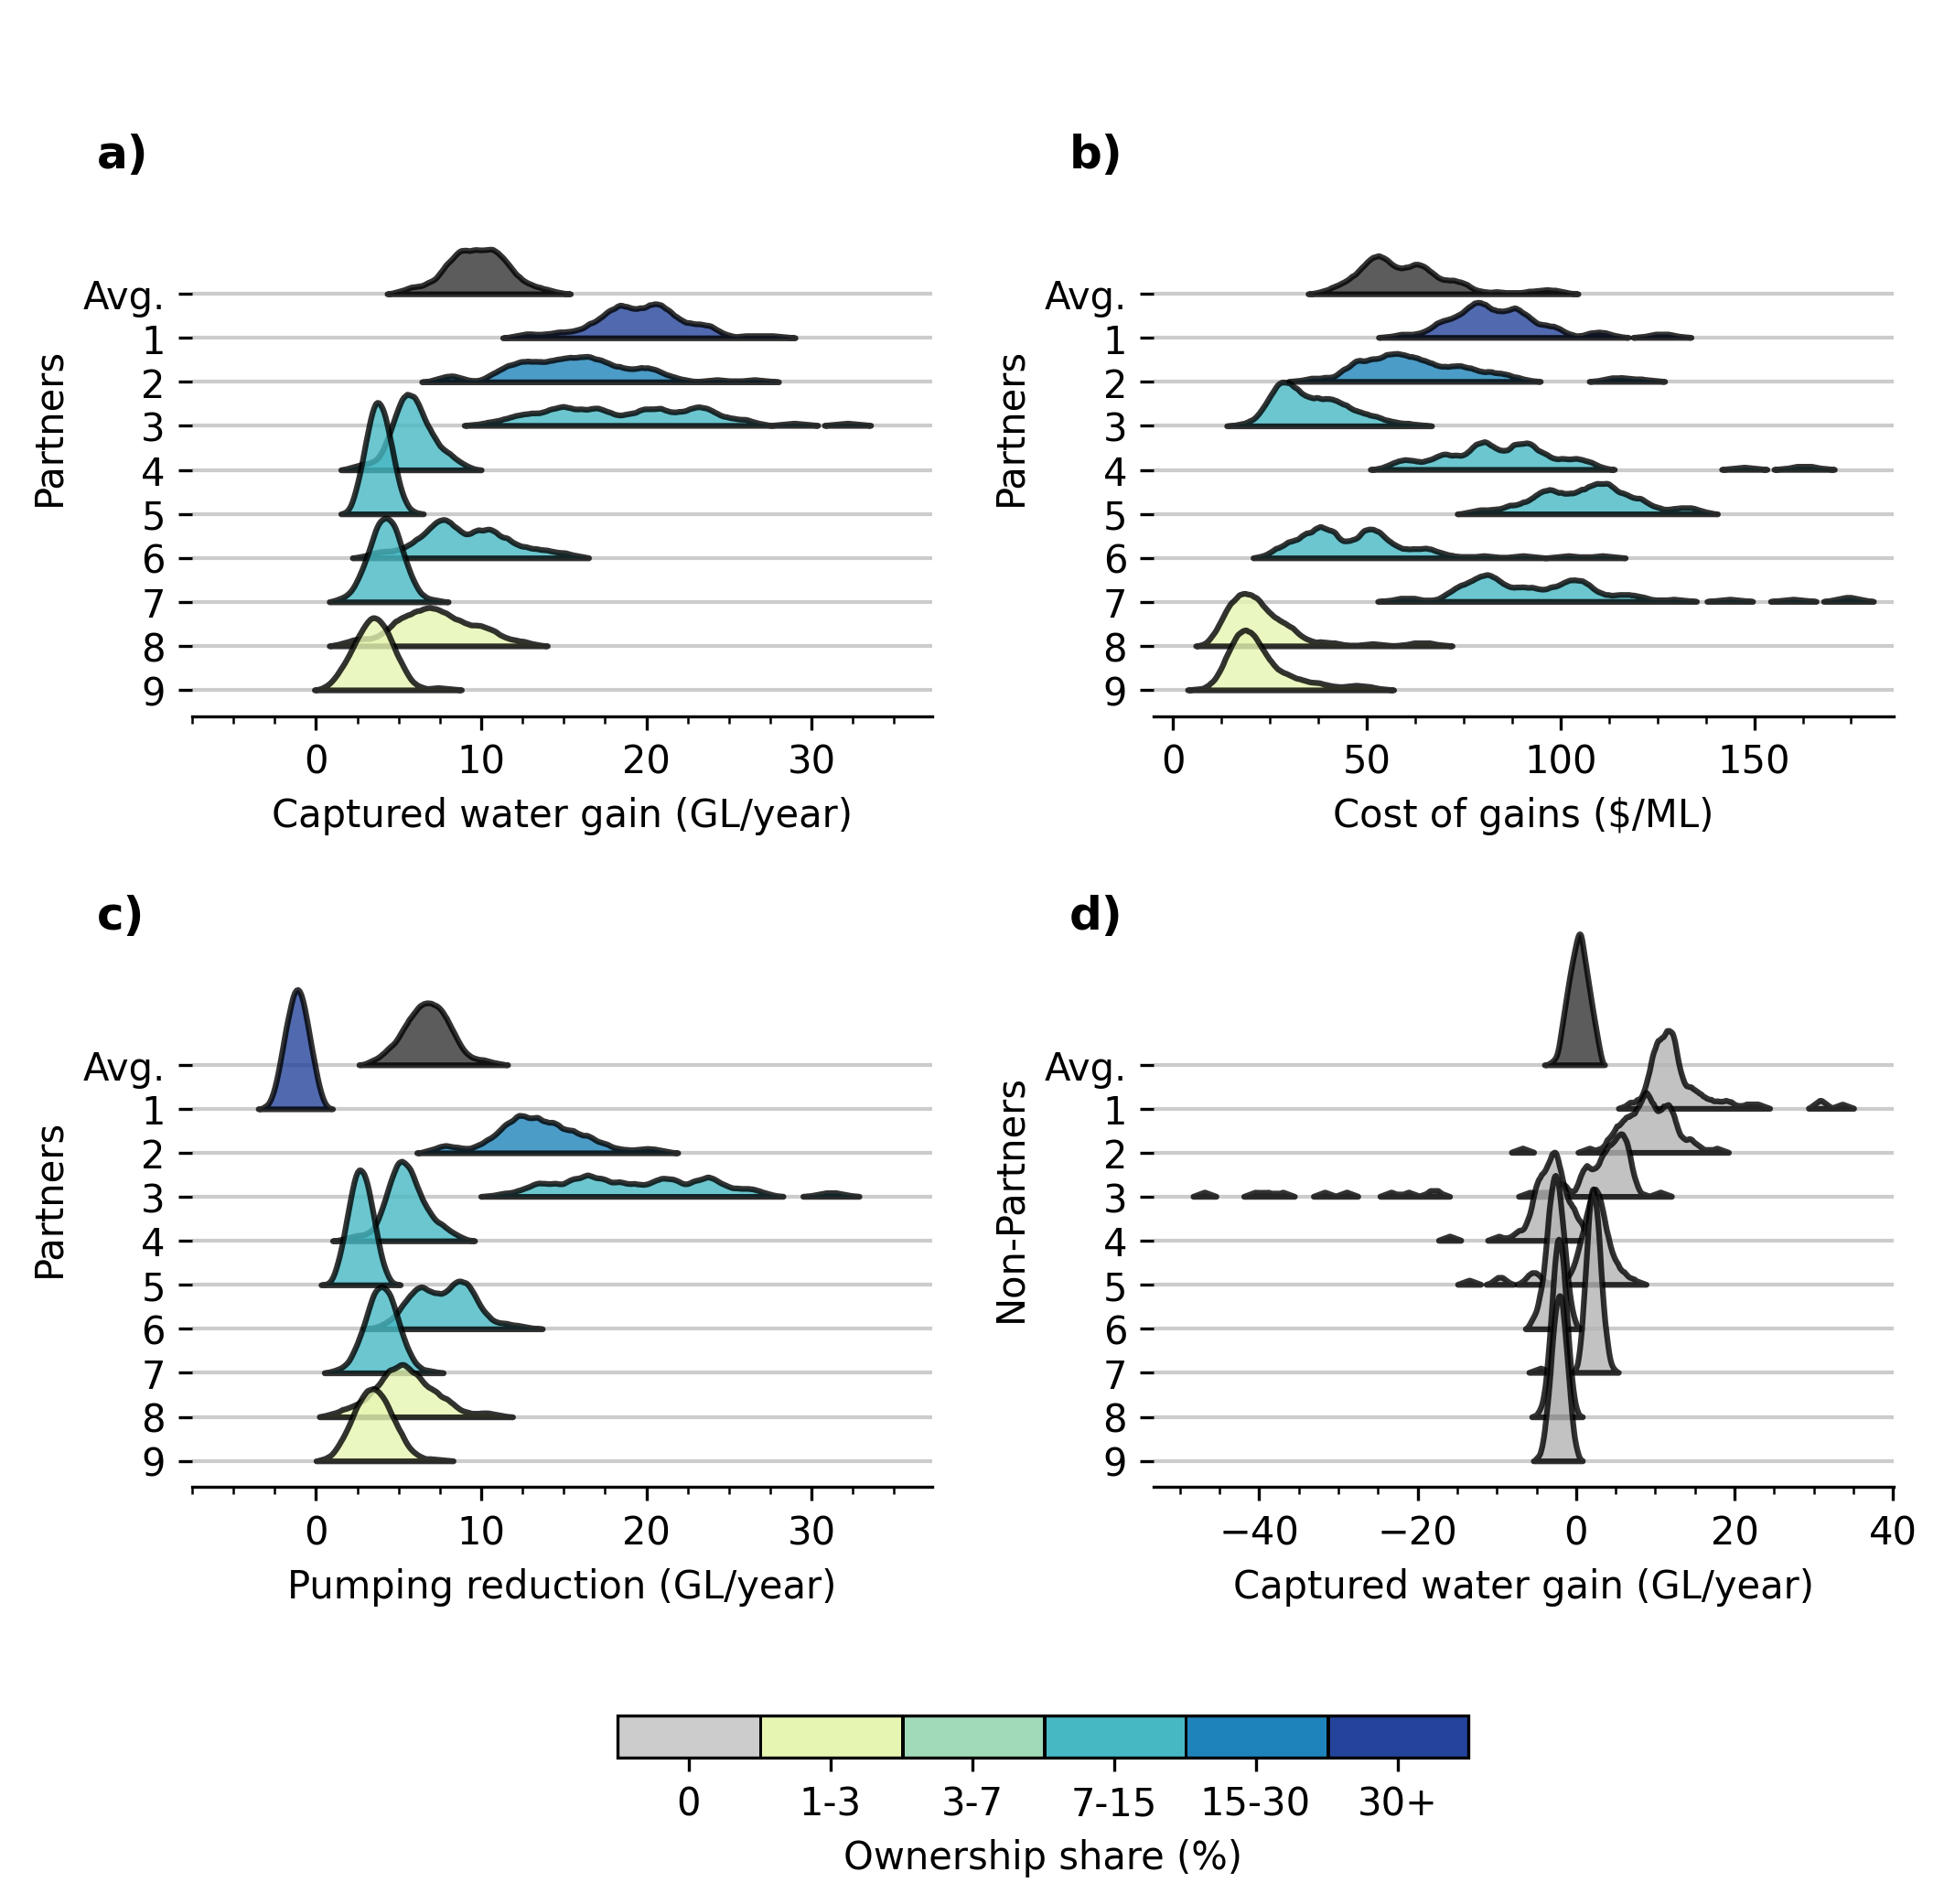 a)
Partners
Avg.
1
2
3
4
5
6
7
8
9
0 10 20 30
Captured water gain (GL/year)
b)
Partners
Avg.
1
2
3
4
5
6
7
8
9
0 50 100 150
Cost of gains ($/ML)
c)
Partners
Avg.
1
2
3
4
5
6
7
8
9
0 10 20 30
Pumping reduction (GL/year)
d)
Non-Partners
Avg.
1
2
3
4
5
6
7
8
9
−40 −20 0 20 40
Captured water gain (GL/year)
0 1-3 3-7 7-15 15-30 30+
Ownership share (%)